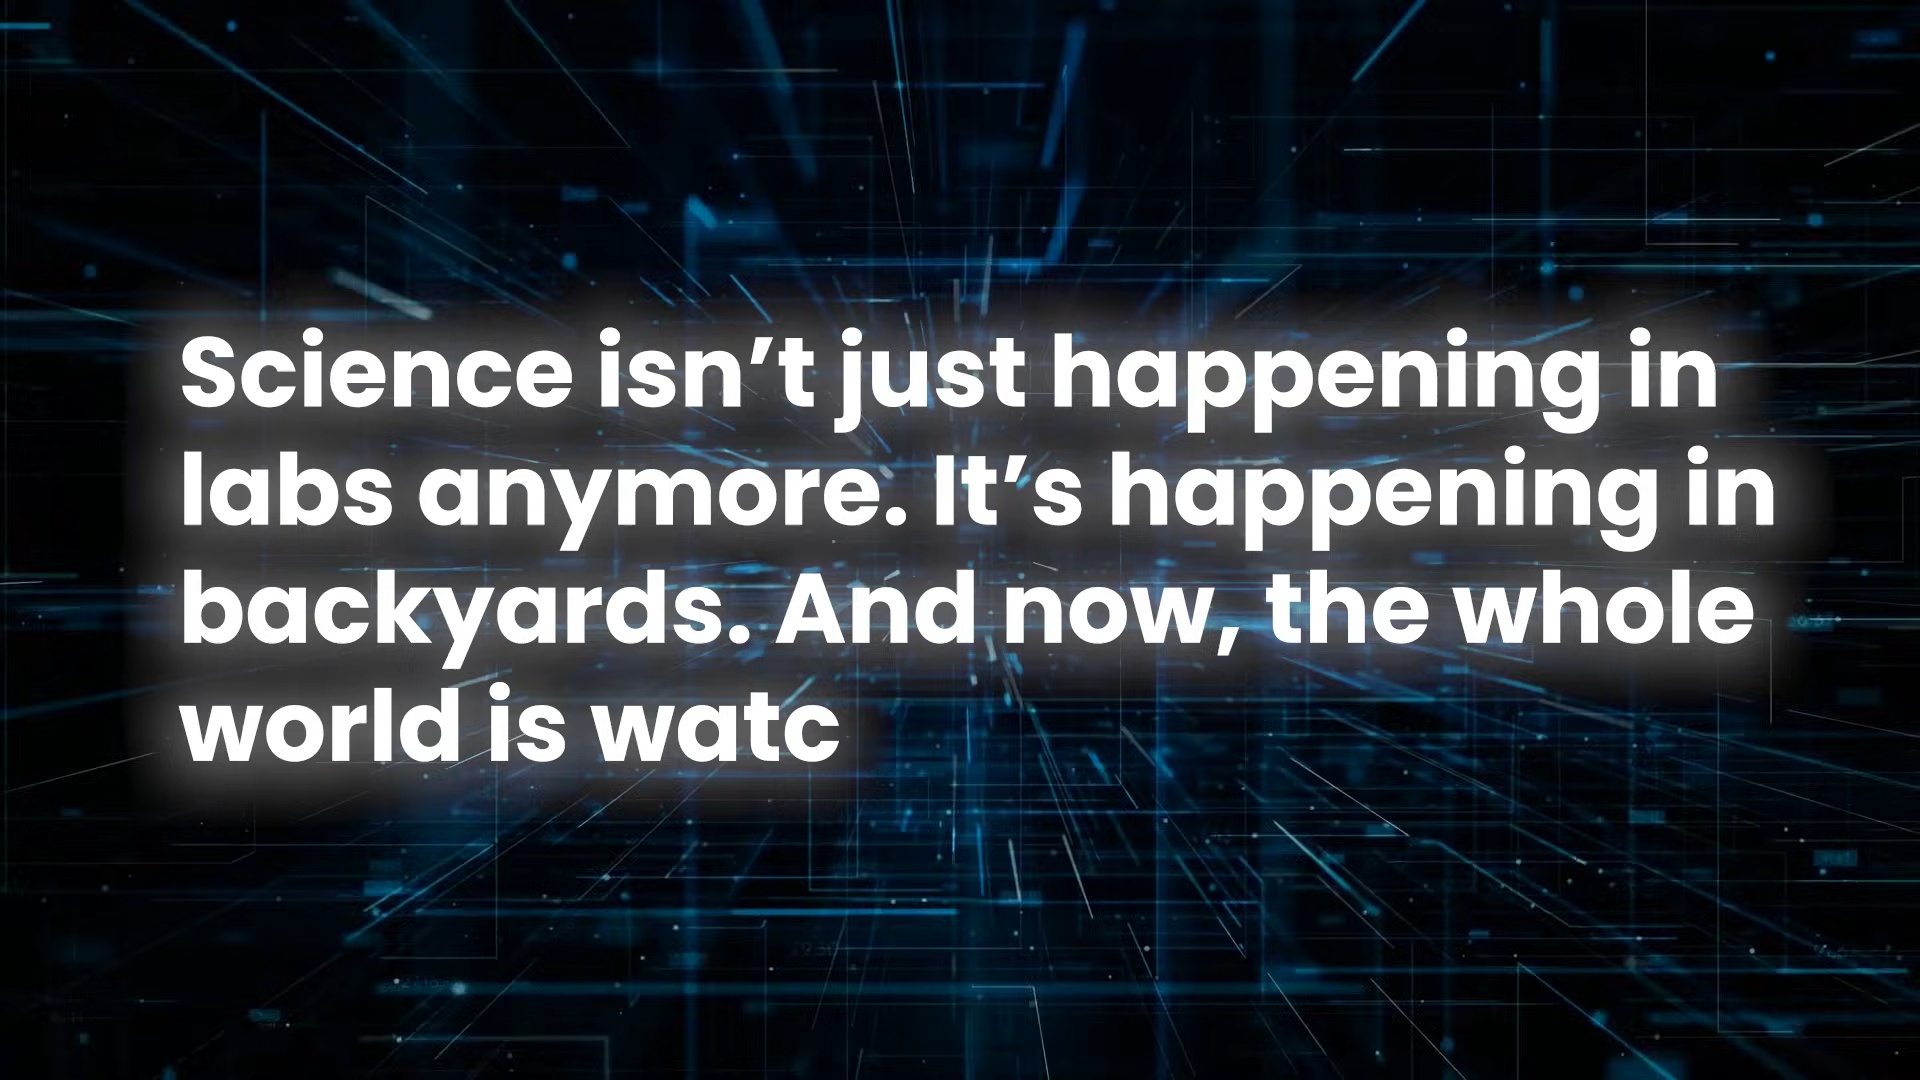 Science isn’t just happening in
labs anymore. It’s happening in
backyards. And now, the whole
world is watc